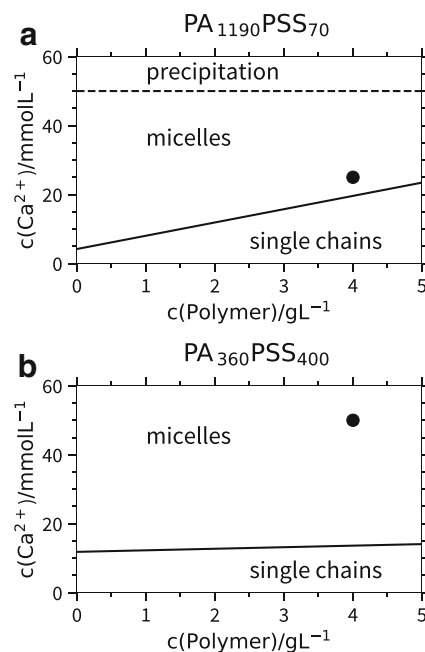 a
PA₁₁₉₀PSS₇₀
60
precipitation
40
micelles
20
single chains
0
0 1 2 3 4 5
c(Ca²⁺)/mmolL⁻¹
c(Polymer)/gL⁻¹
b
PA₃₆₀PSS₄₀₀
60
micelles
40
20
single chains
0
0 1 2 3 4 5
c(Ca²⁺)/mmolL⁻¹
c(Polymer)/gL⁻¹